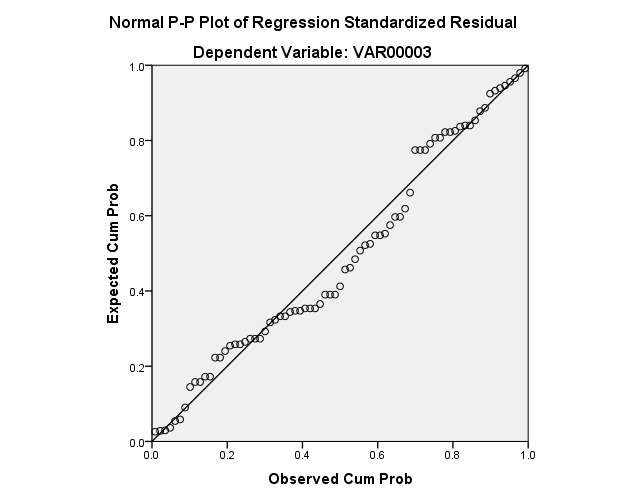 Normal P-P Plot of Regression Standardized Residual
Dependent Variable: VAR00003
1.0
0.8
0.6
0.4
0.2
0.0
Expected Cum Prob
0.0 0.2 0.4 0.6 0.8 1.0
Observed Cum Prob